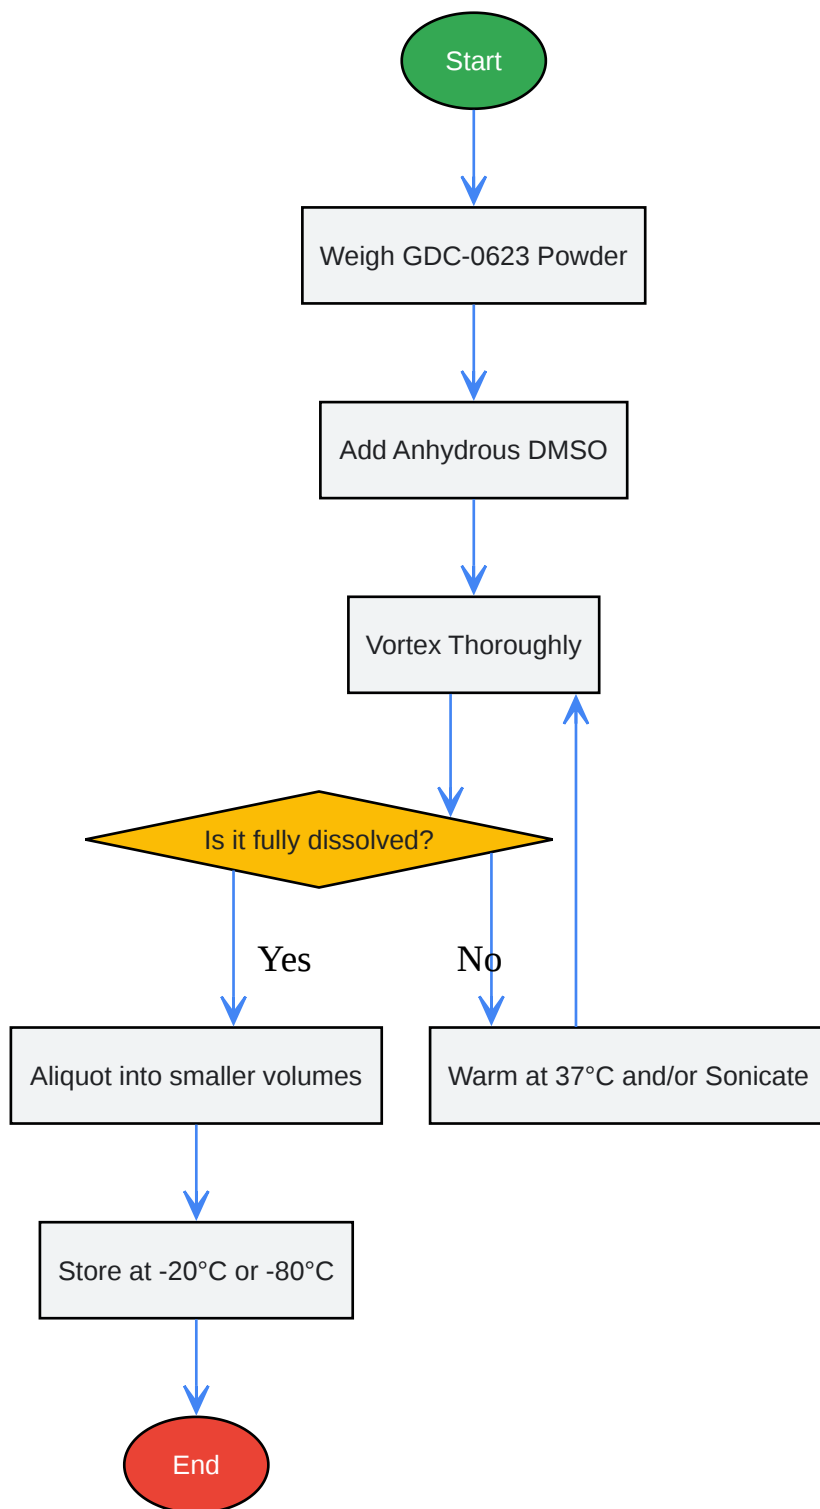 Start
Weigh GDC-0623 Powder
Add Anhydrous DMSO
Vortex Thoroughly
Is it fully dissolved?
Yes
No
Aliquot into smaller volumes
Warm at 37°C and/or Sonicate
Store at -20°C or -80°C
End